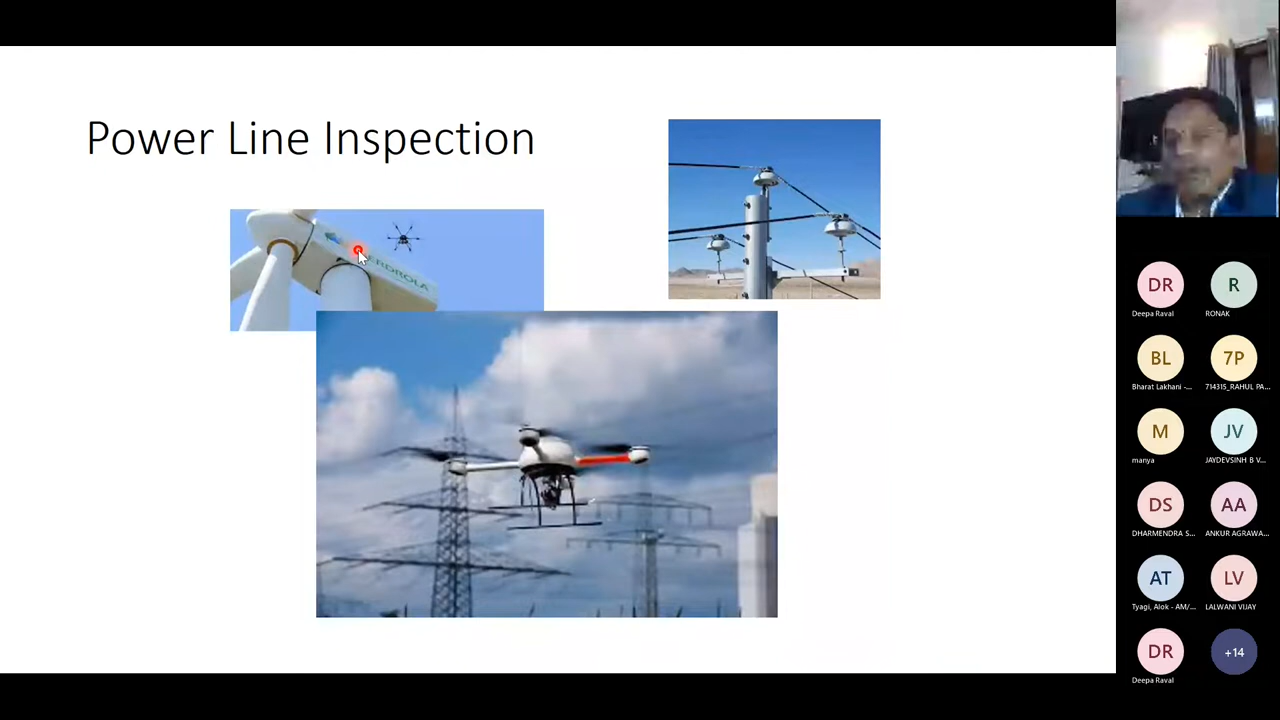 Power Line Inspection
ERDROLA
DR
Deepa Raval
R
RONAK
BL
Bharat Lakhani -...
7P
714315_RAHUL PA...
M
manya
JV
JAYDEVSINH B V...
DS
DHARMENDRA S...
AA
ANKUR AGRAWA...
AT
Tyagi, Alok - AM/...
LV
LALWANI VIJAY
DR
Deepa Raval
+14